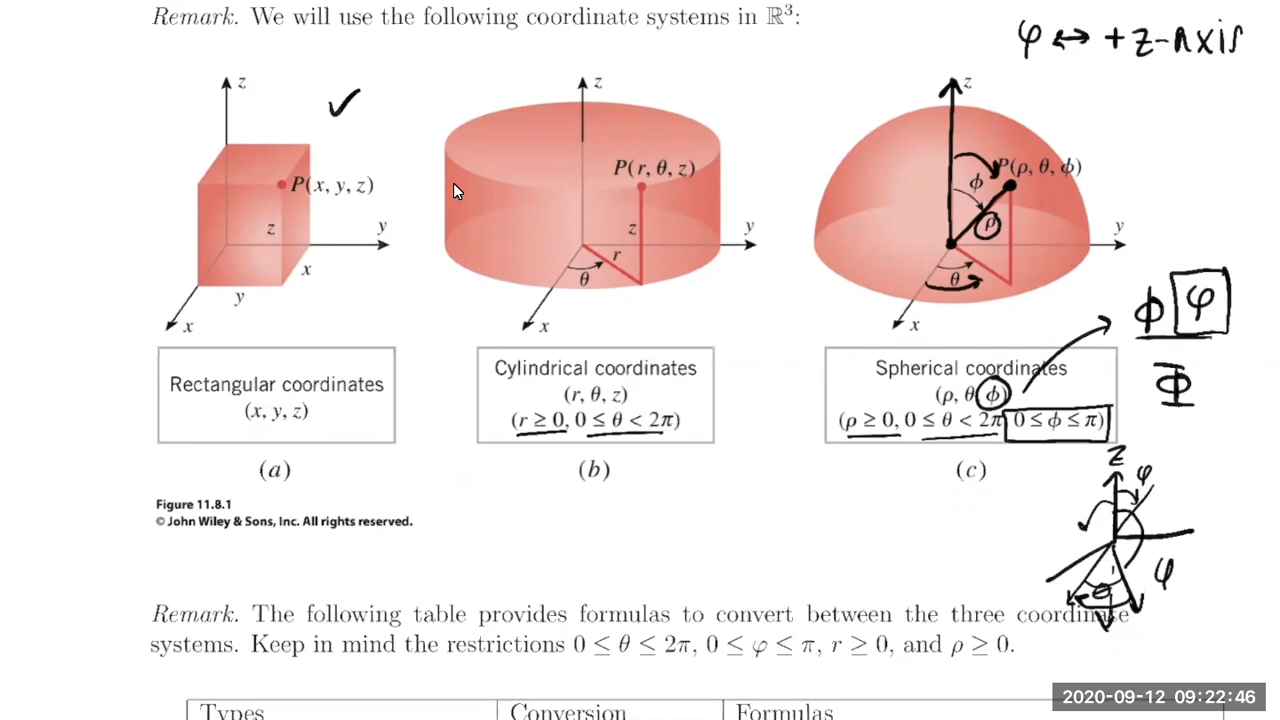 Remark. We will use the following coordinate systems in ℝ³:
φ ↔ +z-axis
z
✓
P(x, y, z)
z
y
x
y
x
z
P(r, θ, z)
z
y
r
θ
x
z
P(ρ, θ, ϕ)
ϕ
ρ
y
θ
x
ϕ φ
Φ
Rectangular coordinates
(x, y, z)
Cylindrical coordinates
(r, θ, z)
(r ≥ 0, 0 ≤ θ < 2π)
Spherical coordinates
(ρ, θ, ϕ)
(ρ ≥ 0, 0 ≤ θ < 2π, 0 ≤ ϕ ≤ π)
(a)
(b)
(c)
z
φ
φ
θ
Figure 11.8.1
© John Wiley & Sons, Inc. All rights reserved.
Remark. The following table provides formulas to convert between the three coordinate
systems. Keep in mind the restrictions 0 ≤ θ ≤ 2π, 0 ≤ φ ≤ π, r ≥ 0, and ρ ≥ 0.
2020-09-12 09:22:46
Types
Conversion
Formulas